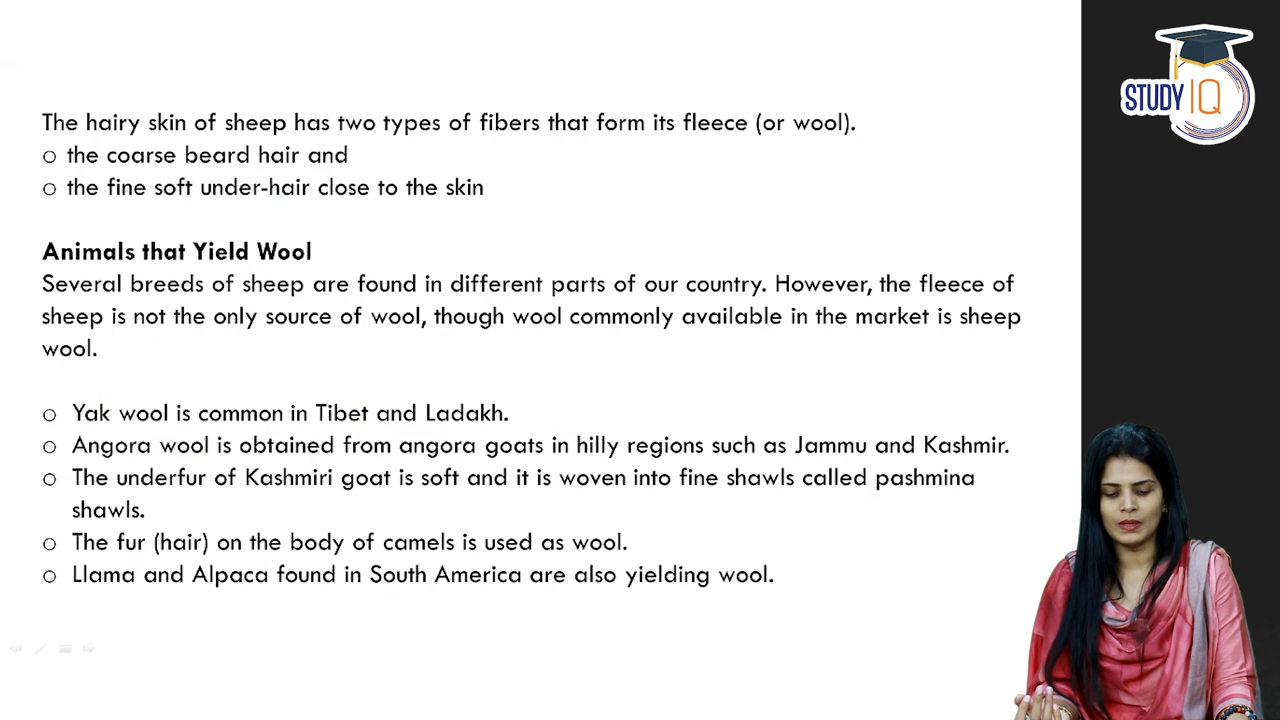 The hairy skin of sheep has two types of fibers that form its fleece (or wool).
o the coarse beard hair and
o the fine soft under-hair close to the skin
Animals that Yield Wool
Several breeds of sheep are found in different parts of our country. However, the fleece of
sheep is not the only source of wool, though wool commonly available in the market is sheep
wool.
o Yak wool is common in Tibet and Ladakh.
o Angora wool is obtained from angora goats in hilly regions such as Jammu and Kashmir.
o The underfur of Kashmiri goat is soft and it is woven into fine shawls called pashmina
shawls.
o The fur (hair) on the body of camels is used as wool.
o Llama and Alpaca found in South America are also yielding wool.
STUDY IQ